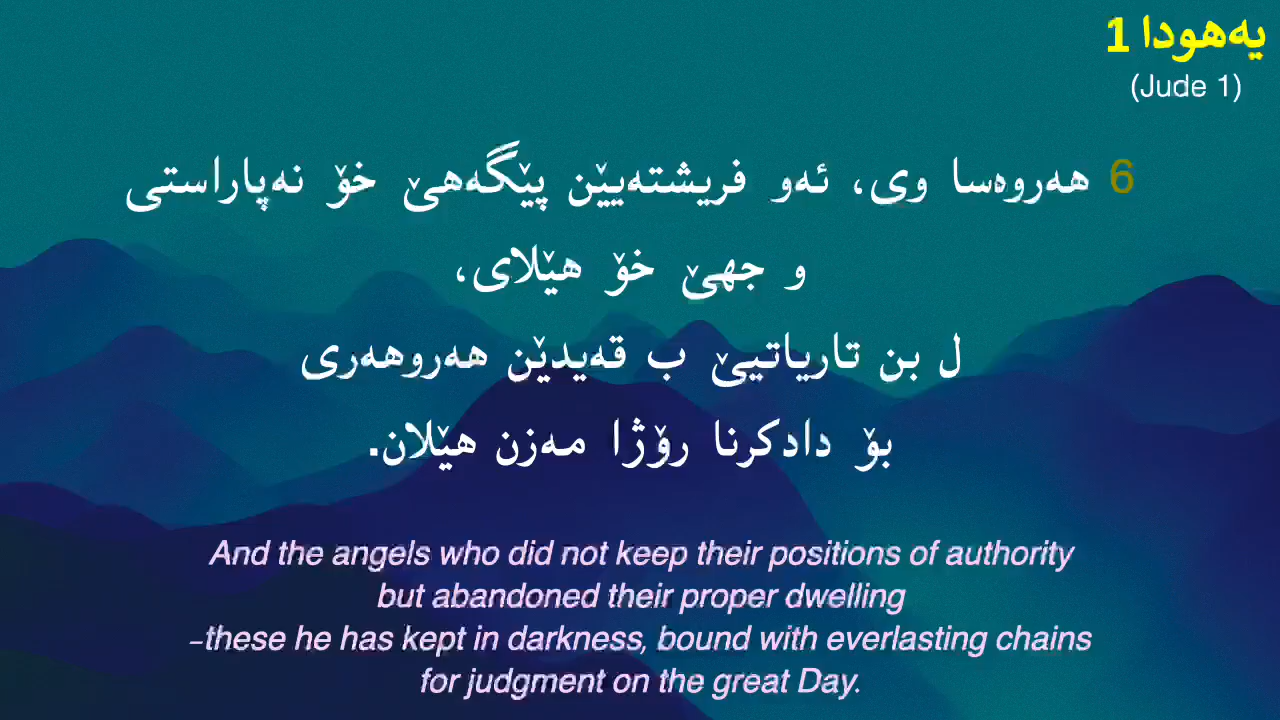 یەهودا 1
(Jude 1)
6 هەروەسا وی، ئەو فریشتەییێن پێگەهێ خۆ نەپاراستی
و جهێ خۆ هێلای،
ل بن تاریاتیێ ب قەیدێن هەروهەری
بۆ دادکرنا رۆژا مەزن هێلان.
And the angels who did not keep their positions of authority
but abandoned their proper dwelling
–these he has kept in darkness, bound with everlasting chains
for judgment on the great Day.